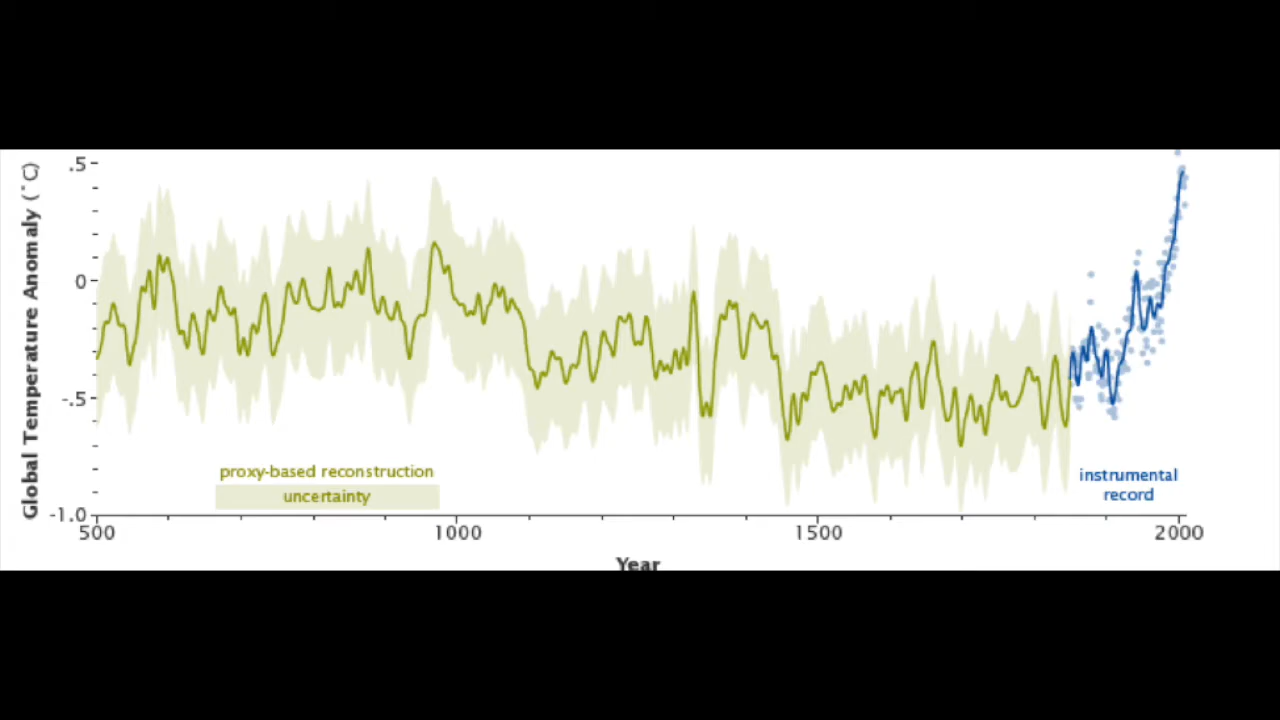 Global Temperature Anomaly (˚C)
.5
0
-.5
-1.0
proxy-based reconstruction
uncertainty
instrumental
record
500
1000
1500
2000
Year